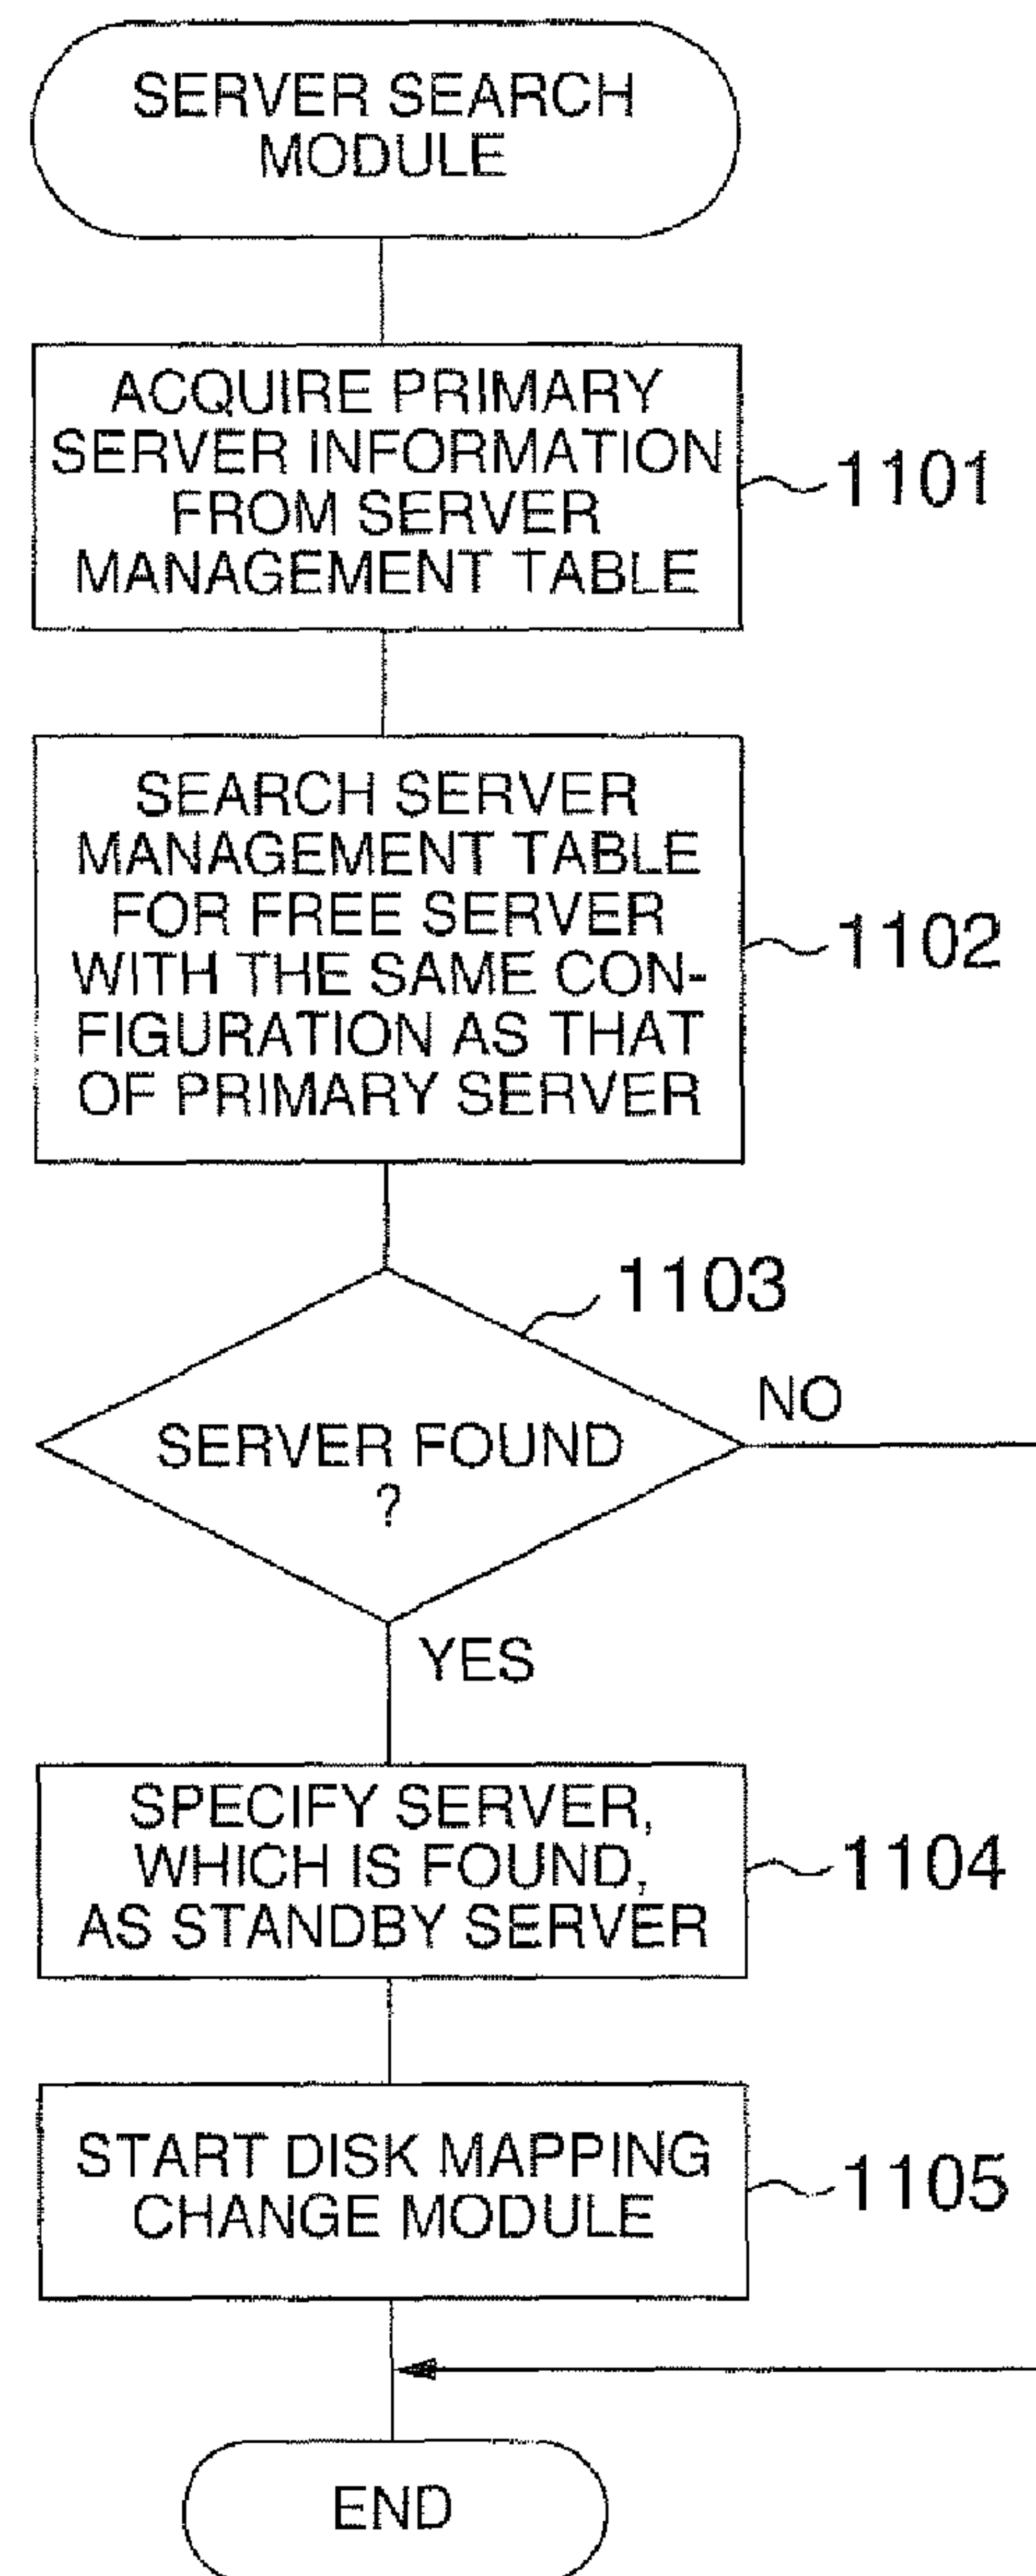 SERVER SEARCH
MODULE
ACQUIRE PRIMARY
SERVER INFORMATION
FROM SERVER
MANAGEMENT TABLE
1101
SEARCH SERVER
MANAGEMENT TABLE
FOR FREE SERVER
WITH THE SAME CON-
FIGURATION AS THAT
OF PRIMARY SERVER
1102
1103
SERVER FOUND
?
NO
YES
SPECIFY SERVER,
WHICH IS FOUND,
AS STANDBY SERVER
1104
START DISK MAPPING
CHANGE MODULE
1105
END